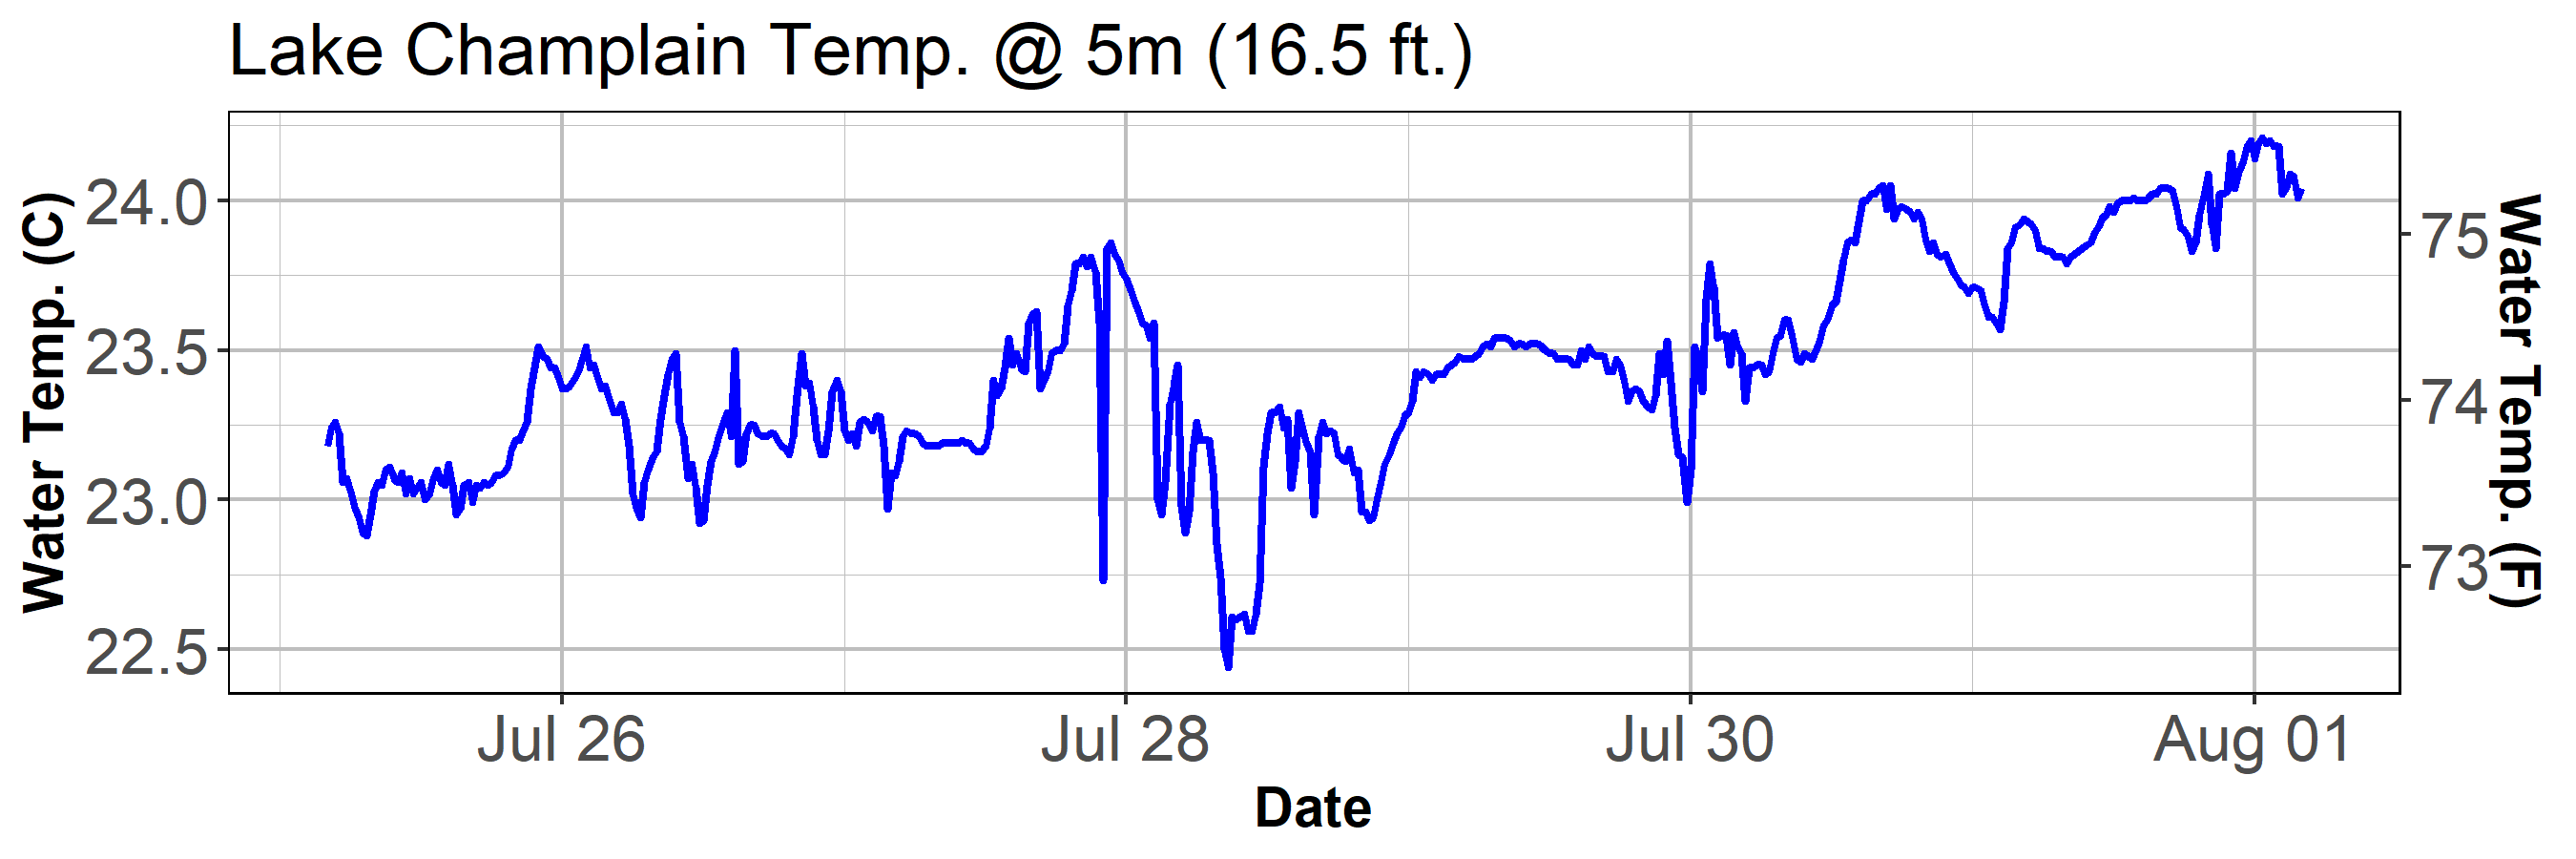 Lake Champlain Temp. @ 5m (16.5 ft.)
Water Temp. (C)
24.0
23.5
23.0
22.5
Water Temp. (F)
75
74
73
Jul 26
Jul 28
Jul 30
Aug 01
Date